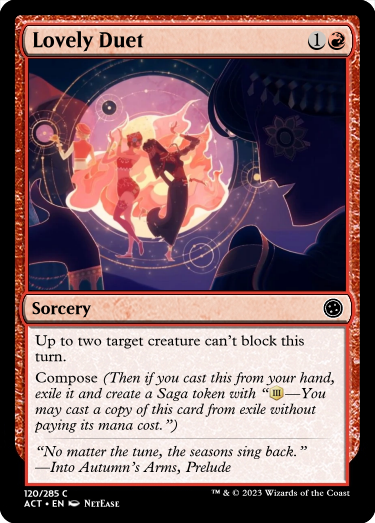 Lovely Duet 1
Sorcery
Up to two target creature can't block this
turn.
Compose (Then if you cast this from your hand,
exile it and create a Saga token with “III—You
may cast a copy of this card from exile without
paying its mana cost.”)
“No matter the tune, the seasons sing back.”
—Into Autumn's Arms, Prelude
120/285 C
ACT • EN NetEase
™ & © 2023 Wizards of the Coast